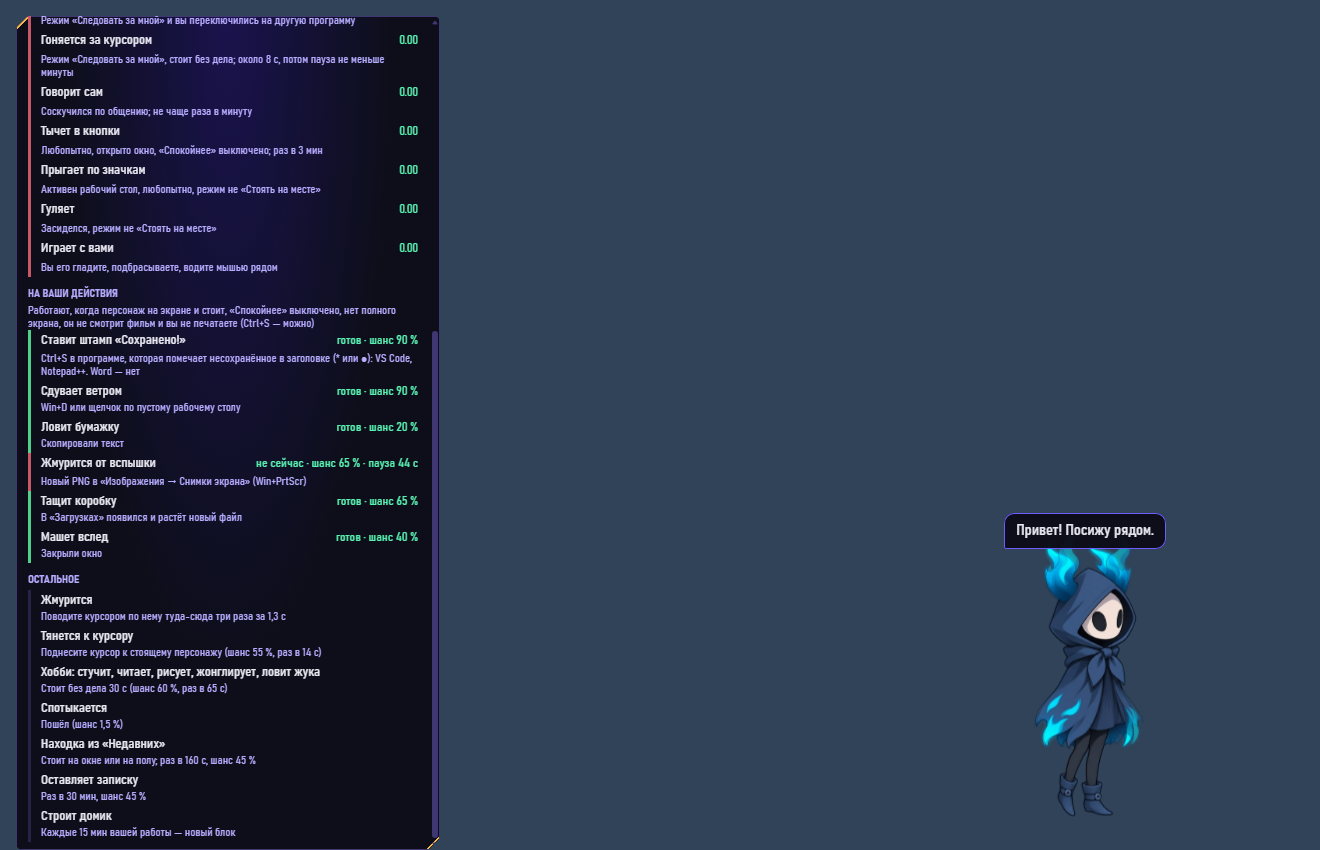 Режим «Следовать за мной» и вы переключились на другую программу
Гоняется за курсором 0.00
Режим «Следовать за мной», стоит без дела; около 8 с, потом пауза не меньше
минуты
Говорит сам 0.00
Соскучился по общению; не чаще раза в минуту
Тычет в кнопки 0.00
Любопытно, открыто окно, «Спокойнее» выключено; раз в 3 мин
Прыгает по значкам 0.00
Активен рабочий стол, любопытно, режим не «Стоять на месте»
Гуляет 0.00
Засиделся, режим не «Стоять на месте»
Играет с вами 0.00
Вы его гладите, подбрасываете, водите мышью рядом
НА ВАШИ ДЕЙСТВИЯ
Работают, когда персонаж на экране и стоит, «Спокойнее» выключено, нет полного
экрана, он не смотрит фильм и вы не печатаете (Ctrl+S — можно)
Ставит штамп «Сохранено!» готов · шанс 90 %
Ctrl+S в программе, которая помечает несохранённое в заголовке (* или ●): VS Code,
Notepad++. Word — нет
Сдувает ветром готов · шанс 90 %
Win+D или щелчок по пустому рабочему столу
Ловит бумажку готов · шанс 20 %
Скопировали текст
Жмурится от вспышки не сейчас · шанс 65 % · пауза 44 с
Новый PNG в «Изображения → Снимки экрана» (Win+PrtScr)
Тащит коробку готов · шанс 65 %
В «Загрузках» появился и растёт новый файл
Машет вслед готов · шанс 40 %
Закрыли окно
ОСТАЛЬНОЕ
Жмурится
Поводите курсором по нему туда-сюда три раза за 1,3 с
Тянется к курсору
Поднесите курсор к стоящему персонажу (шанс 55 %, раз в 14 с)
Хобби: стучит, читает, рисует, жонглирует, ловит жука
Стоит без дела 30 с (шанс 60 %, раз в 65 с)
Спотыкается
Пошёл (шанс 1,5 %)
Находка из «Недавних»
Стоит на окне или на полу; раз в 160 с, шанс 45 %
Оставляет записку
Раз в 30 мин, шанс 45 %
Строит домик
Каждые 15 мин вашей работы — новый блок
Привет! Посижу рядом.